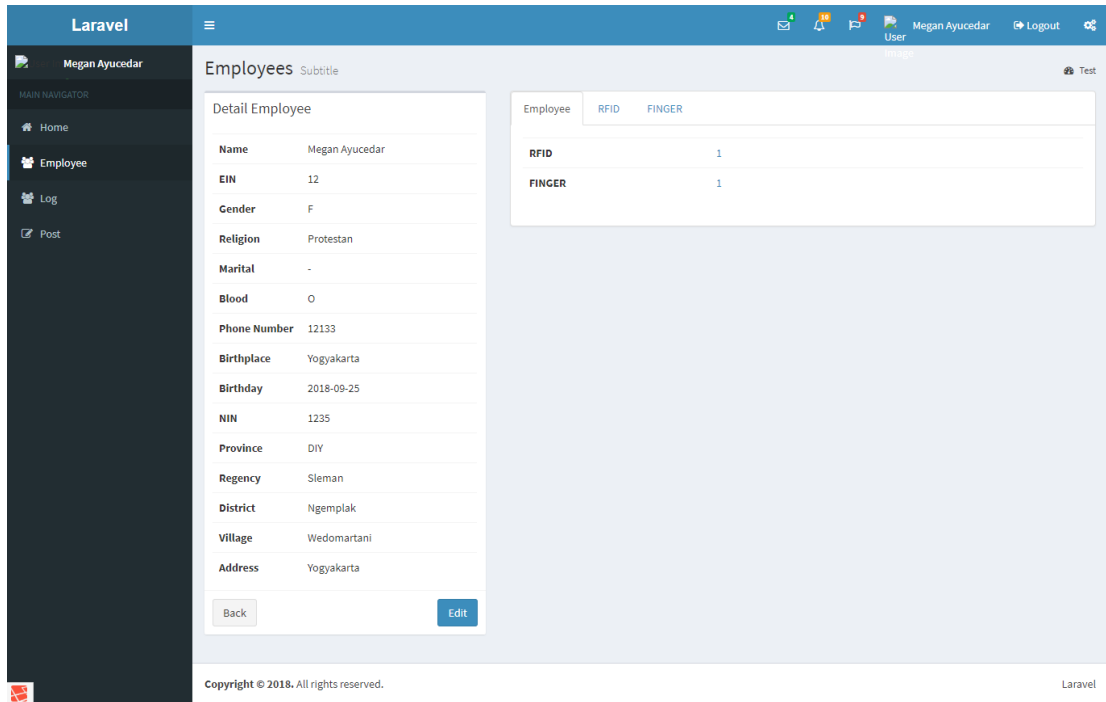 Laravel
4
10
9
User Image
Megan Ayucedar
Logout
Megan Ayucedar
MAIN NAVIGATOR
Home
Employee
Log
Post
Employees Subtitle
Test
Detail Employee
Name Megan Ayucedar
EIN 12
Gender F
Religion Protestan
Marital -
Blood O
Phone Number 12133
Birthplace Yogyakarta
Birthday 2018-09-25
NIN 1235
Province DIY
Regency Sleman
District Ngemplak
Village Wedomartani
Address Yogyakarta
Back Edit
Employee RFID FINGER
RFID 1
FINGER 1
Copyright © 2018. All rights reserved.
Laravel